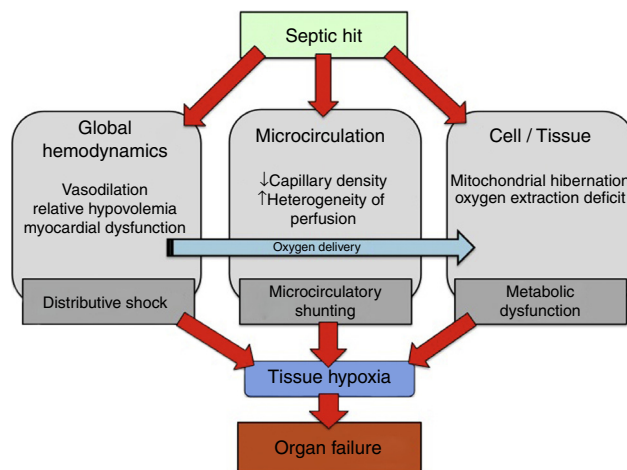 Septic hit
Global
hemodynamics
Vasodilation
relative hypovolemia
myocardial dysfunction
Distributive shock
Microcirculation
↓Capillary density
↑Heterogeneity of
perfusion
Microcirculatory
shunting
Cell / Tissue
Mitochondrial hibernation
oxygen extraction deficit
Metabolic
dysfunction
Oxygen delivery
Tissue hypoxia
Organ failure